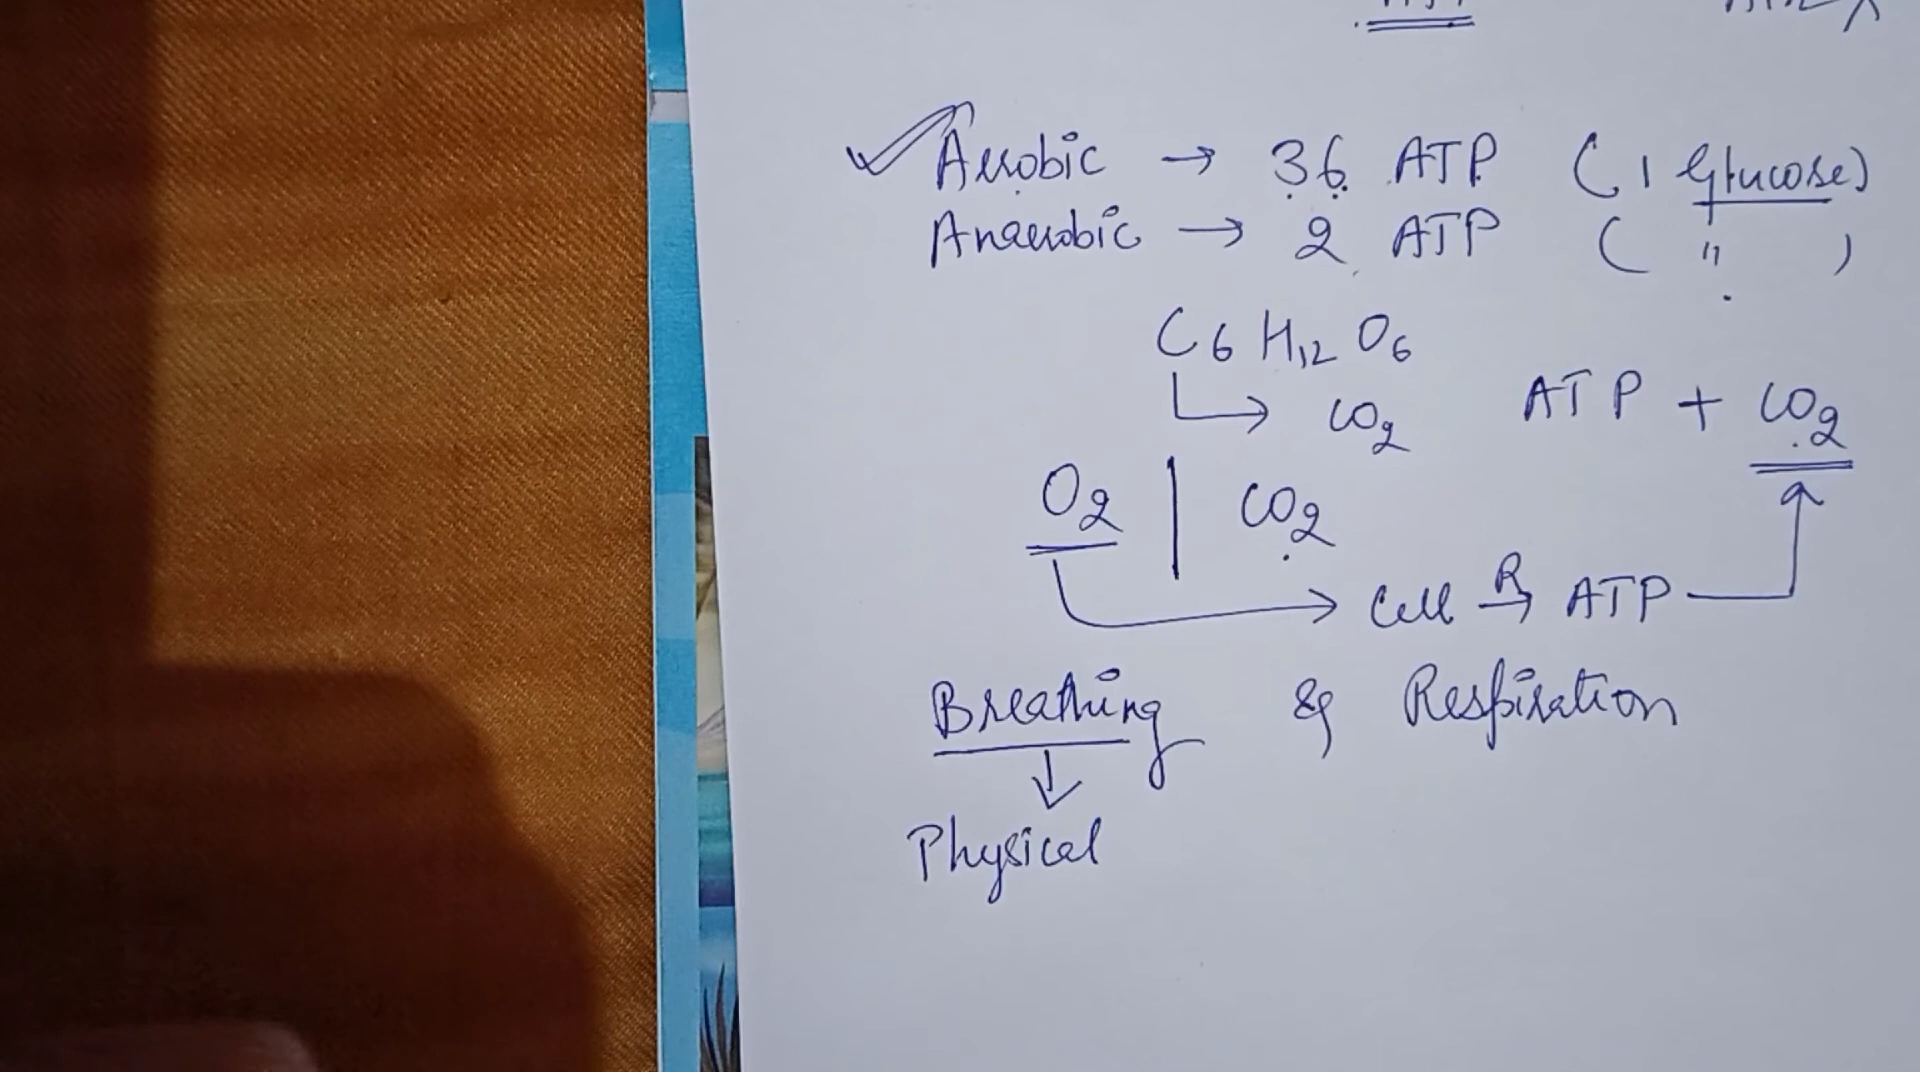 Aerobic → 36 ATP ( 1 Glucose)
Anaerobic → 2 ATP ( " )
C6 H12 O6
CO2 ATP + CO2
O2 | CO2
Cell R→ ATP
Breathing & Respiration
Physical